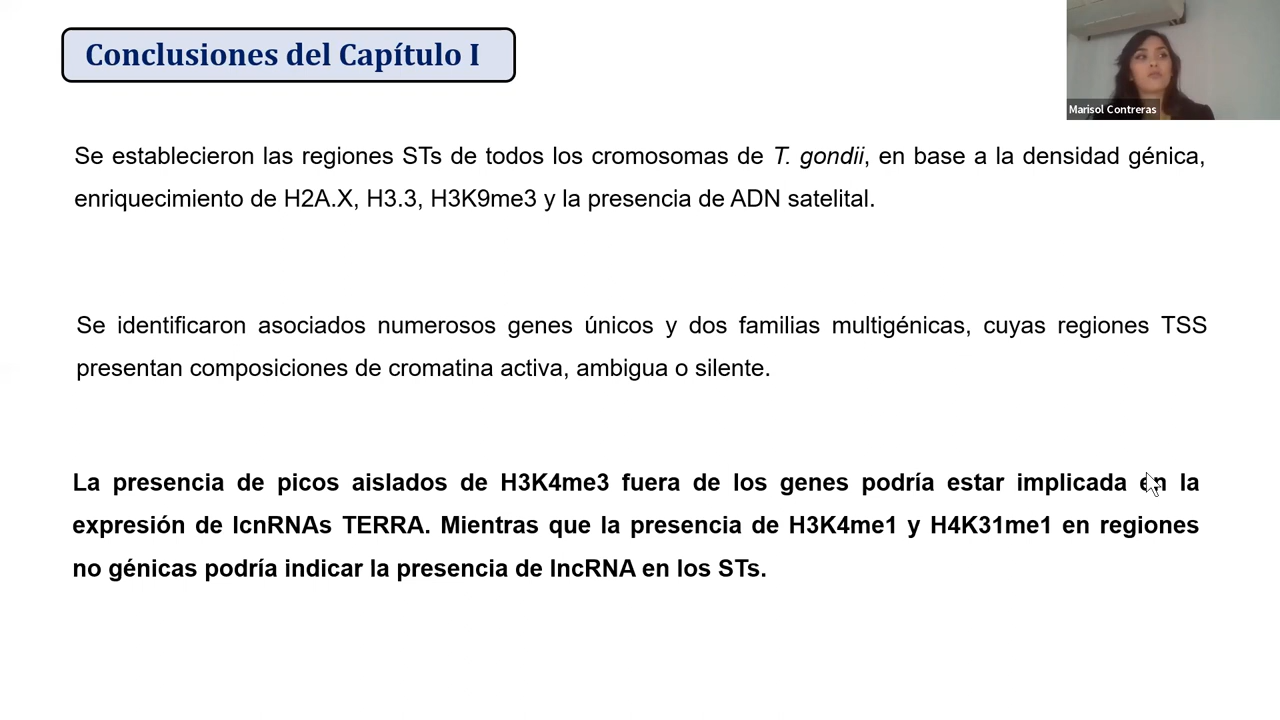 Conclusiones del Capítulo I
Marisol Contreras
Se establecieron las regiones STs de todos los cromosomas de T. gondii, en base a la densidad génica,
enriquecimiento de H2A.X, H3.3, H3K9me3 y la presencia de ADN satelital.
Se identificaron asociados numerosos genes únicos y dos familias multigénicas, cuyas regiones TSS
presentan composiciones de cromatina activa, ambigua o silente.
La presencia de picos aislados de H3K4me3 fuera de los genes podría estar implicada en la
expresión de lcnRNAs TERRA. Mientras que la presencia de H3K4me1 y H4K31me1 en regiones
no génicas podría indicar la presencia de lncRNA en los STs.